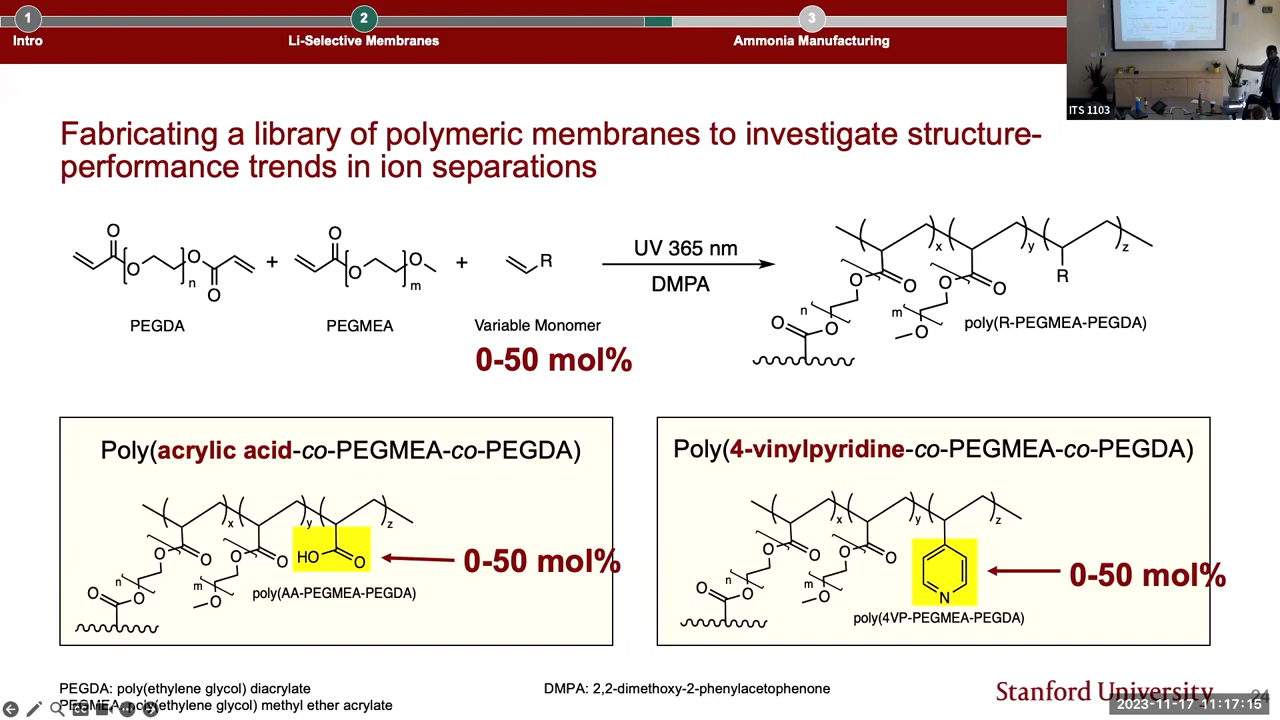 1
2
3
Intro
Li-Selective Membranes
Ammonia Manufacturing
ITS 1103
Fabricating a library of polymeric membranes to investigate structure-
performance trends in ion separations
O
O
O
n
O
+
O
O
O
m
+
R
UV 365 nm
DMPA
PEGDA
PEGMEA
Variable Monomer
0-50 mol%
x
y
z
O
O
O
O
R
n
m
O
O
O
poly(R-PEGMEA-PEGDA)
Poly(acrylic acid-co-PEGMEA-co-PEGDA)
x
y
z
O
O
O
O
HO
O
n
m
O
O
O
0-50 mol%
poly(AA-PEGMEA-PEGDA)
Poly(4-vinylpyridine-co-PEGMEA-co-PEGDA)
x
y
z
O
O
O
O
n
m
O
O
O
N
0-50 mol%
poly(4VP-PEGMEA-PEGDA)
PEGDA: poly(ethylene glycol) diacrylate
DMPA: 2,2-dimethoxy-2-phenylacetophenone
PEGMEA: poly(ethylene glycol) methyl ether acrylate
Stanford University
24
2023-11-17 11:17:15